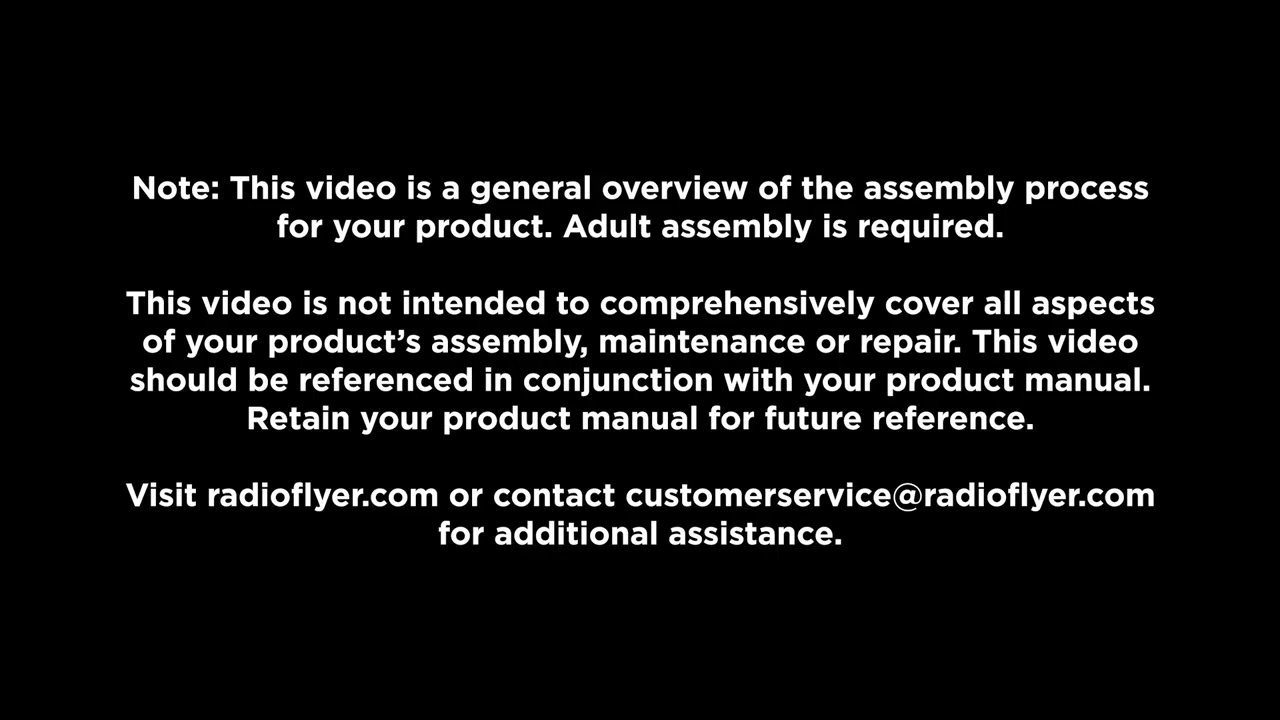 Note: This video is a general overview of the assembly process
for your product. Adult assembly is required.
This video is not intended to comprehensively cover all aspects
of your product’s assembly, maintenance or repair. This video
should be referenced in conjunction with your product manual.
Retain your product manual for future reference.
Visit radioflyer.com or contact customerservice@radioflyer.com
for additional assistance.